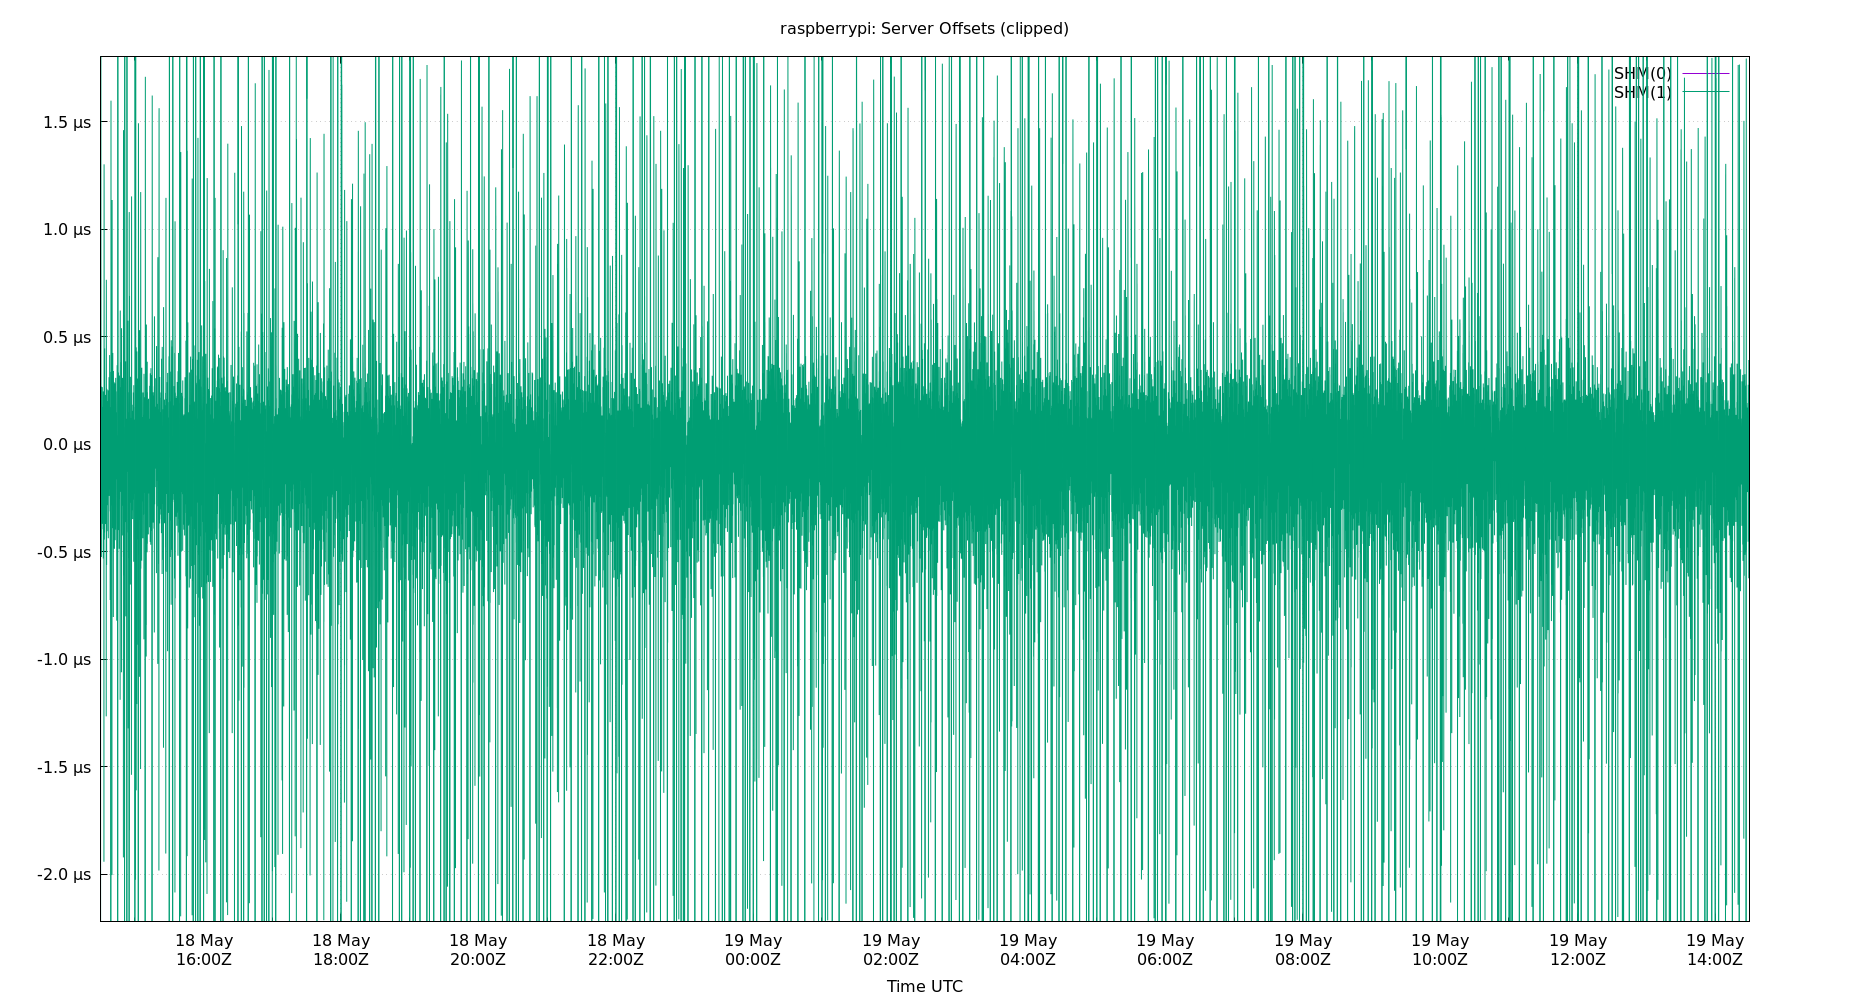 raspberrypi: Server Offsets (clipped)
SHM(0)
SHM(1)
1.5 µs
1.0 µs
0.5 µs
0.0 µs
-0.5 µs
-1.0 µs
-1.5 µs
-2.0 µs
18 May 18 May 18 May 18 May 19 May 19 May 19 May 19 May 19 May 19 May 19 May 19 May
16:00Z 18:00Z 20:00Z 22:00Z 00:00Z 02:00Z 04:00Z 06:00Z 08:00Z 10:00Z 12:00Z 14:00Z
Time UTC